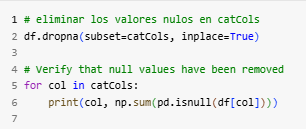 1 # eliminar los valores nulos en catCols
2 df.dropna(subset=catCols, inplace=True)
3
4 # Verify that null values have been removed
5 for col in catCols:
6     print(col, np.sum(pd.isnull(df[col])))
7